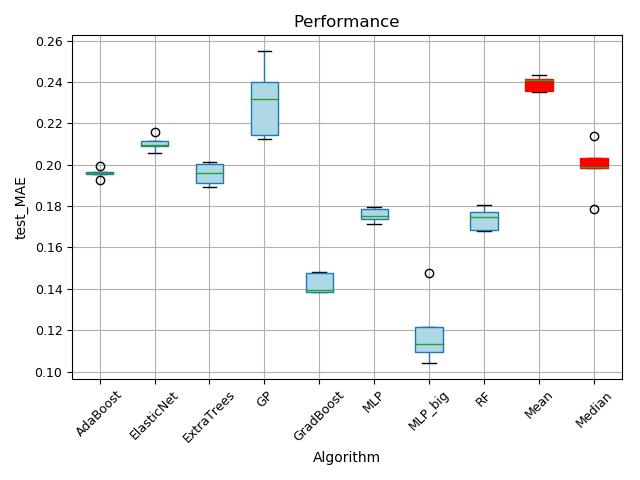 Performance
0.26
0.24
0.22
0.20
0.18
0.16
0.14
0.12
0.10
test_MAE
AdaBoost
ElasticNet
ExtraTrees
GP
GradBoost
MLP
MLP_big
RF
Mean
Median
Algorithm